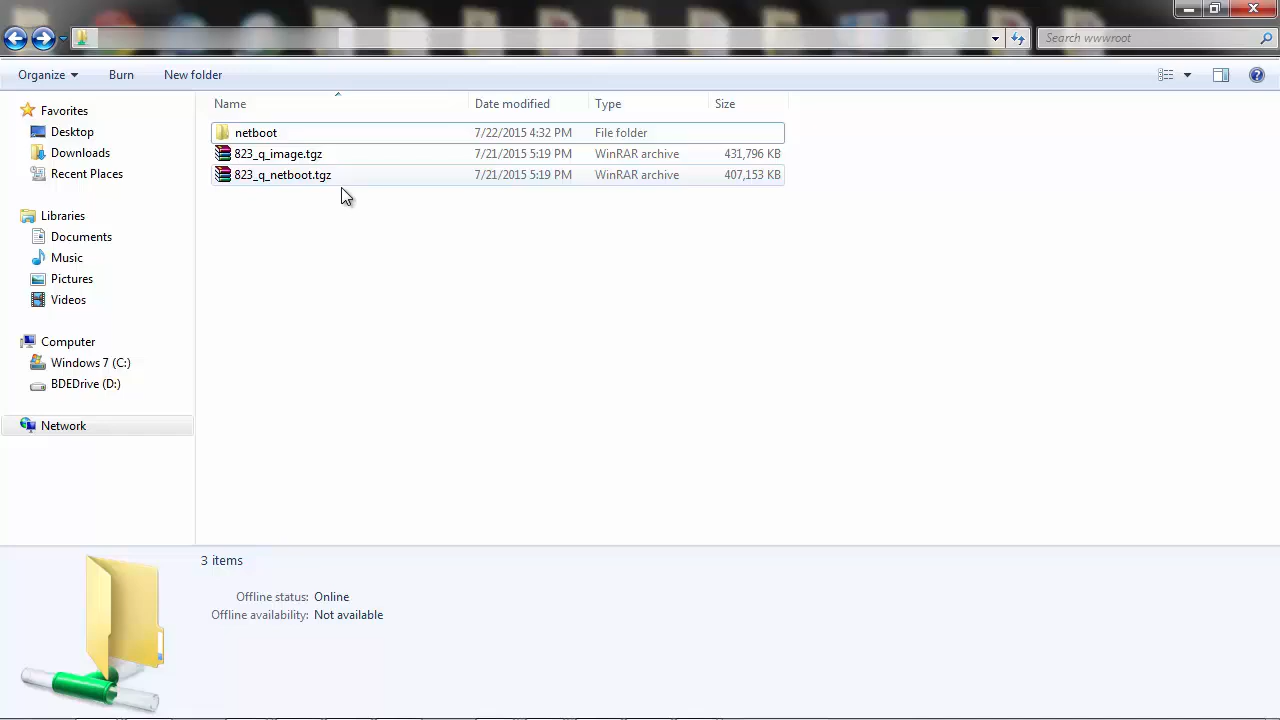 Search wwwroot
Organize Burn New folder
Name Date modified Type Size
Favorites
Desktop
Downloads
Recent Places
Libraries
Documents
Music
Pictures
Videos
Computer
Windows 7 (C:)
BDEDrive (D:)
Network
netboot 7/22/2015 4:32 PM File folder
823_q_image.tgz 7/21/2015 5:19 PM WinRAR archive 431,796 KB
823_q_netboot.tgz 7/21/2015 5:19 PM WinRAR archive 407,153 KB
3 items
Offline status: Online
Offline availability: Not available